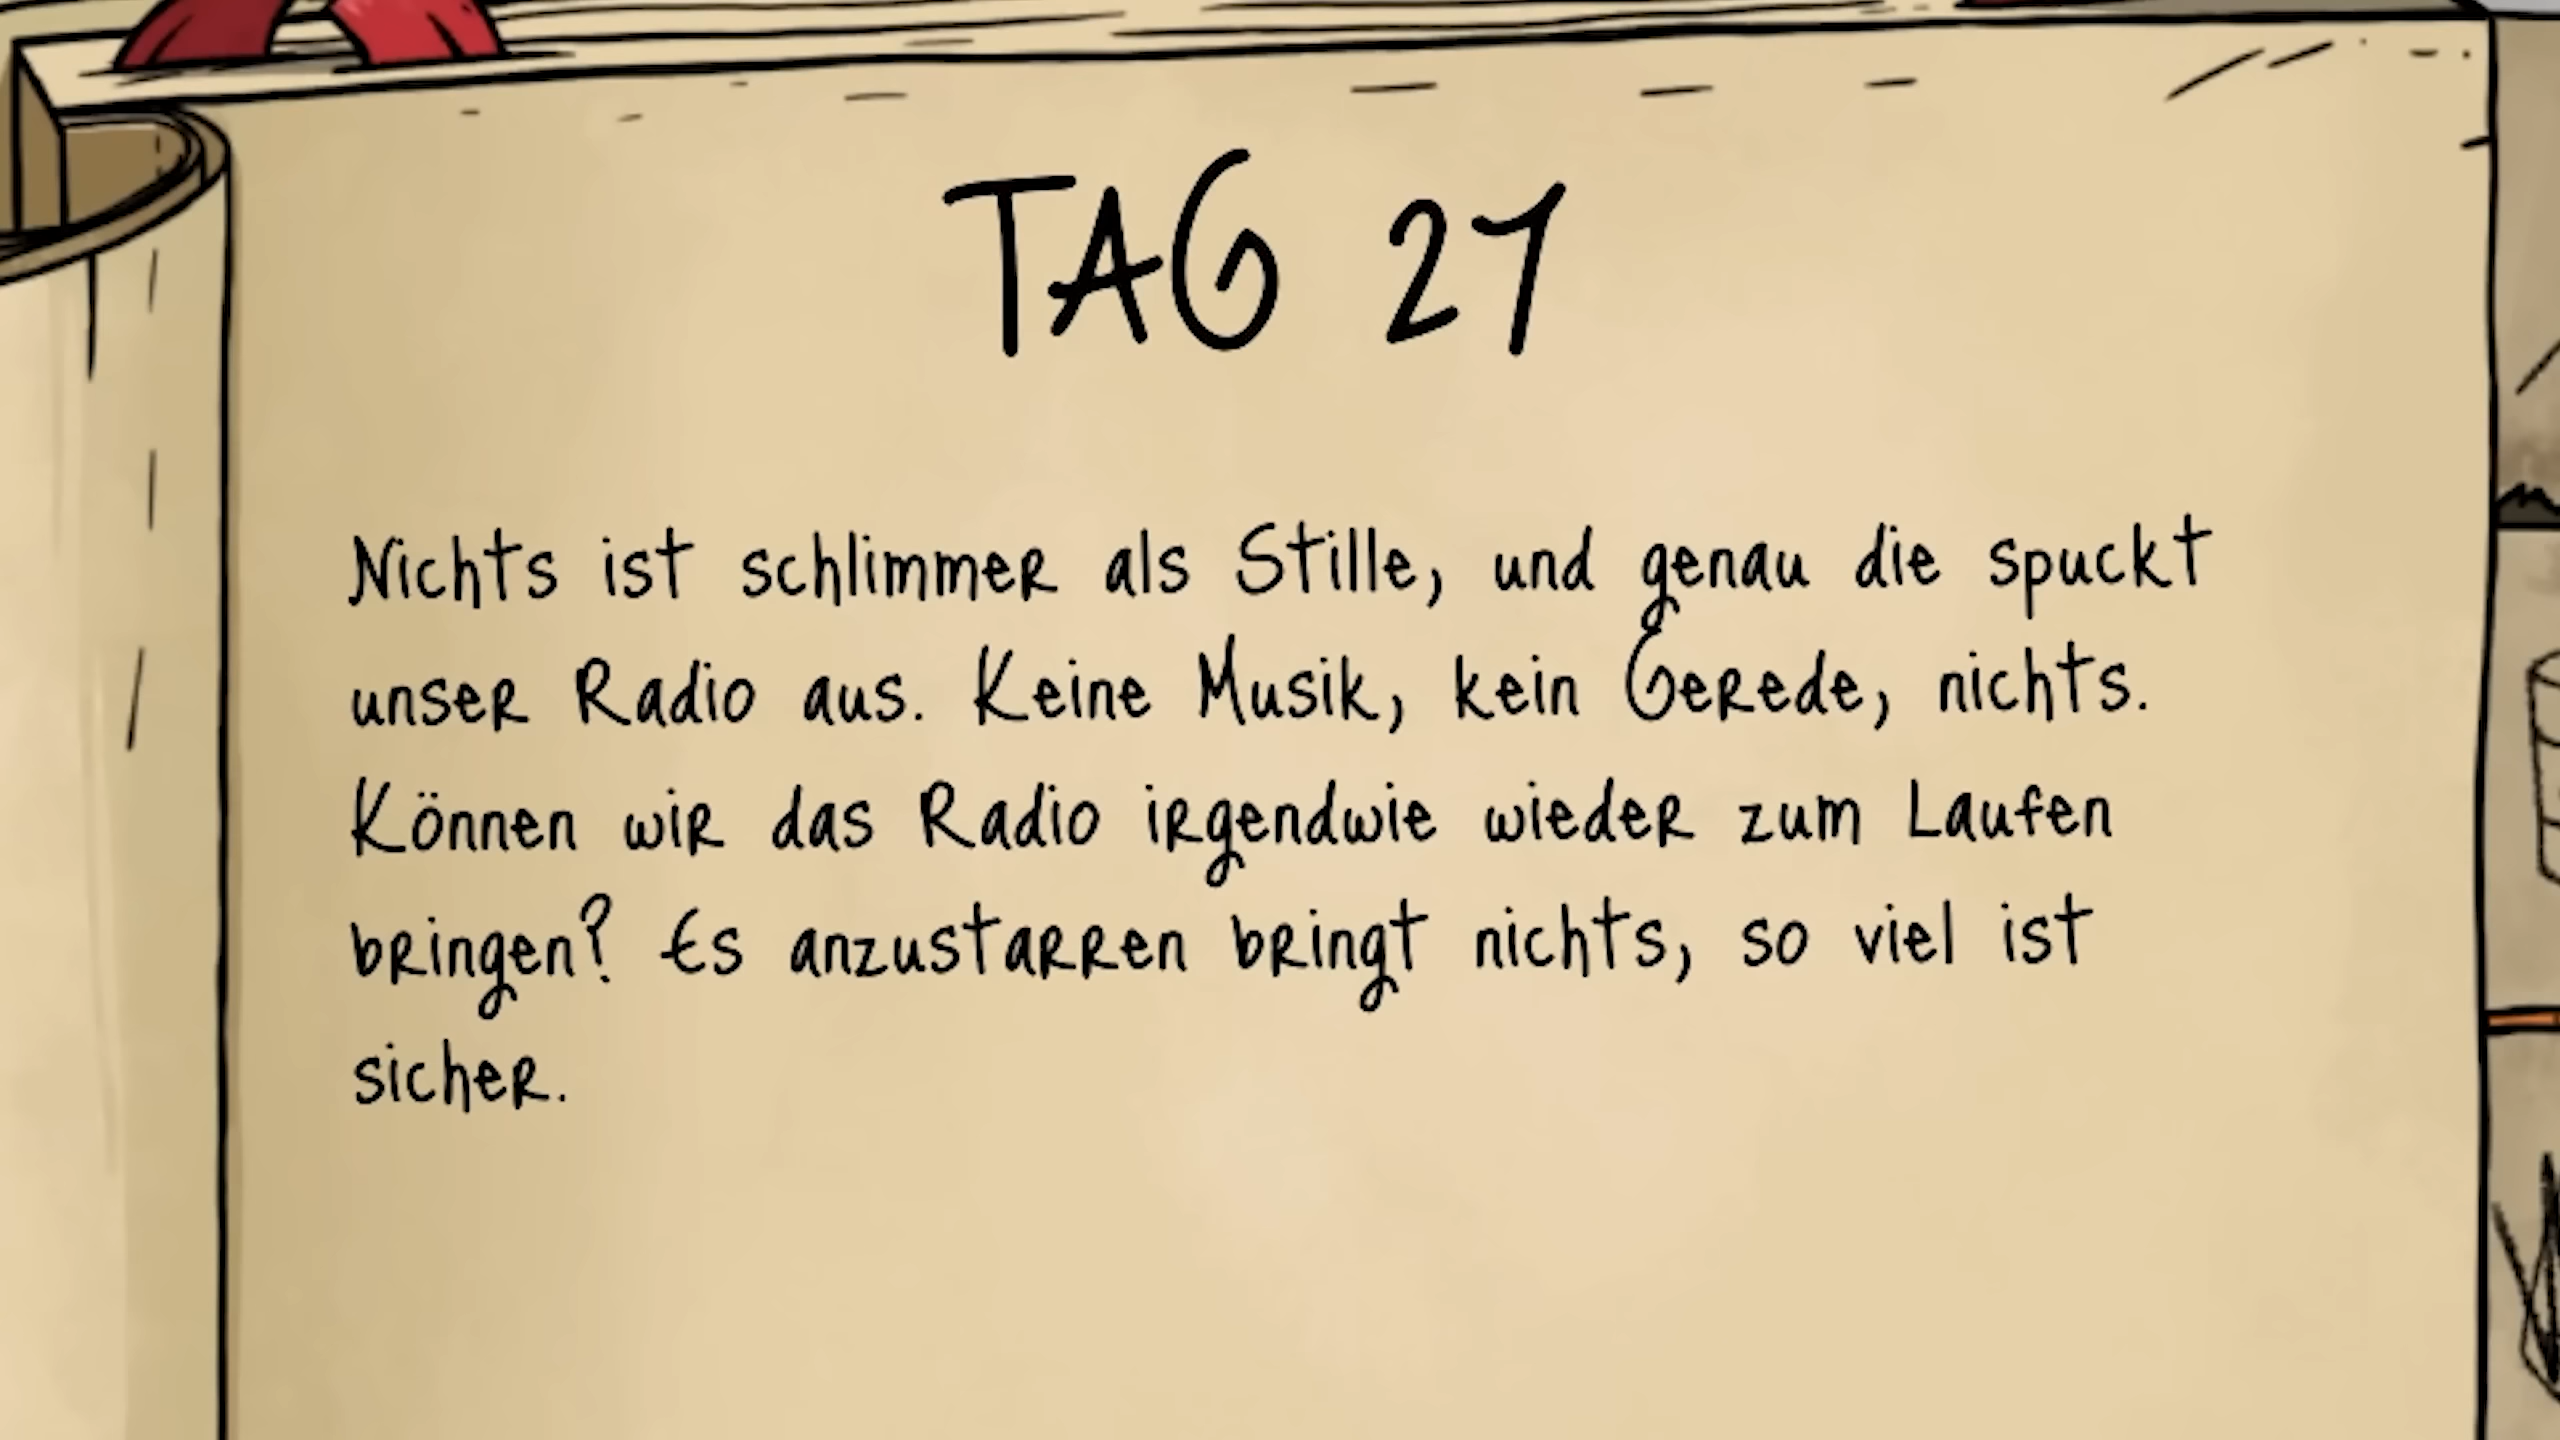 TAG 27
Nichts ist schlimmer als Stille, und genau die spuckt
unser Radio aus. Keine Musik, kein Gerede, nichts.
Können wir das Radio irgendwie wieder zum Laufen
bringen? Es anzustarren bringt nichts, so viel ist
sicher.